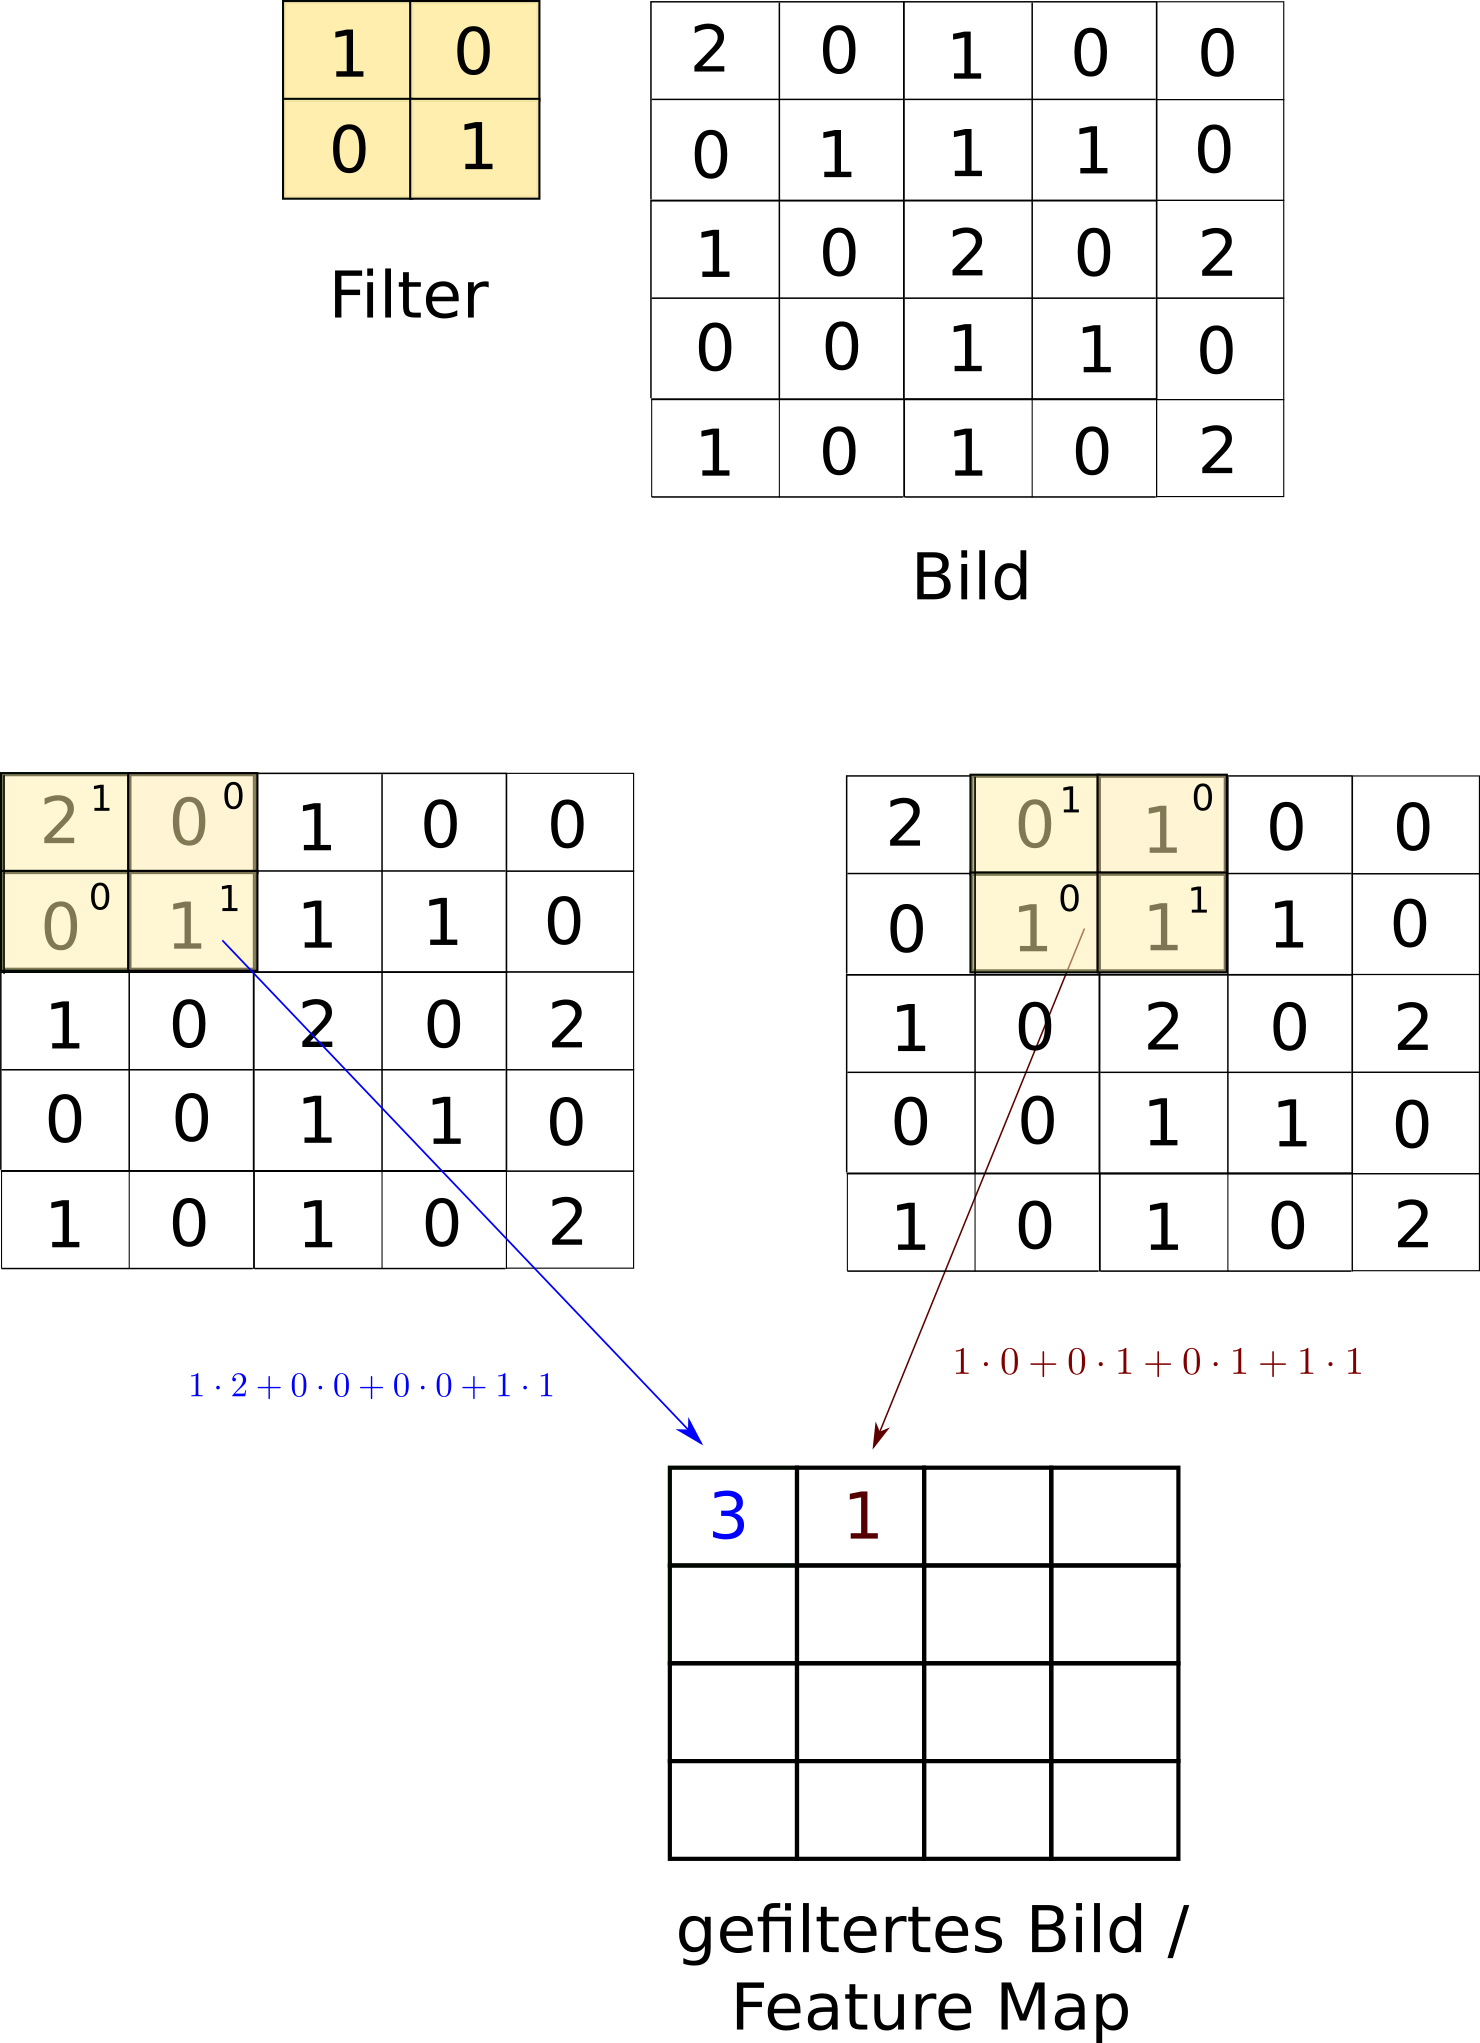 1 0
0 1
Filter
2 0 1 0 0
0 1 1 1 0
1 0 2 0 2
0 0 1 1 0
1 0 1 0 2
Bild
2 1 0 0 1 0 0
0 0 1 1 1 1 0
1 0 2 0 2
0 0 1 1 0
1 0 1 0 2
1 · 2 + 0 · 0 + 0 · 0 + 1 · 1
2 0 1 1 0 0 0
0 1 0 1 1 1 0
1 0 2 0 2
0 0 1 1 0
1 0 1 0 2
1 · 0 + 0 · 1 + 0 · 1 + 1 · 1
3 1
gefiltertes Bild /
Feature Map